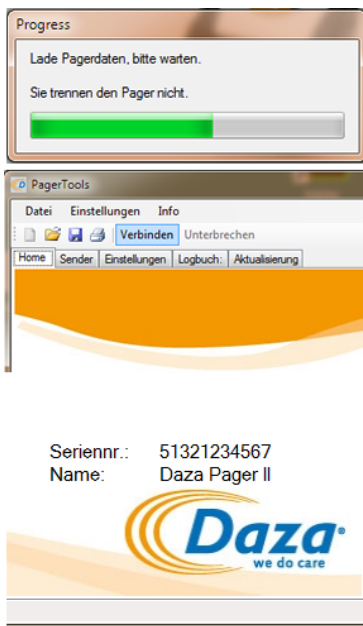 Progress
Lade Pagerdaten, bitte warten.
Sie trennen den Pager nicht.
PagerTools
Datei Einstellungen Info
Verbinden Unterbrechen
Home Sender Einstellungen Logbuch: Aktualisierung
Seriennr.: 51321234567
Name: Daza Pager II
Daza®
we do care